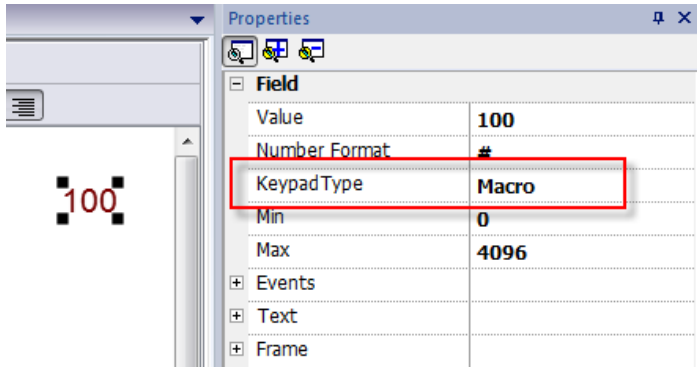 Properties
Field
Value 100
Number Format #
KeypadType Macro
Min 0
Max 4096
Events
Text
Frame
100